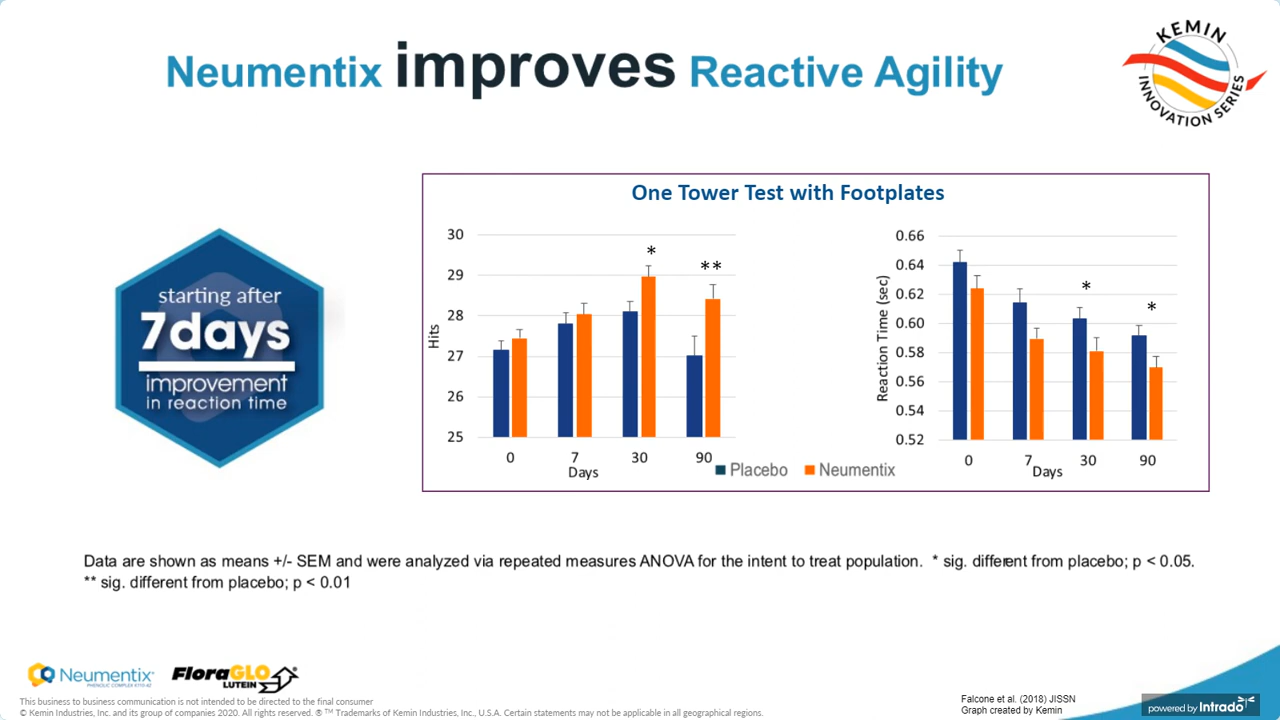 Neumentix improves Reactive Agility
KEMIN
INNOVATION SERIES
starting after
7days
improvement
in reaction time
One Tower Test with Footplates
30
29
28
27
26
25
Hits
*
**
0 7 30 90
Days
0.66
0.64
0.62
0.60
0.58
0.56
0.54
0.52
Reaction Time (sec)
*
*
0 7 30 90
Days
Placebo Neumentix
Data are shown as means +/- SEM and were analyzed via repeated measures ANOVA for the intent to treat population. * sig. different from placebo; p < 0.05.
** sig. different from placebo; p < 0.01
Neumentix
FloraGLO
LUTEIN
This business to business communication is not intended to be directed to the final consumer
© Kemin Industries, Inc. and its group of companies 2020. All rights reserved. ® ™ Trademarks of Kemin Industries, Inc., U.S.A. Certain statements may not be applicable in all geographical regions.
Falcone et al. (2018) JISSN
Graph created by Kemin
powered by Intrado